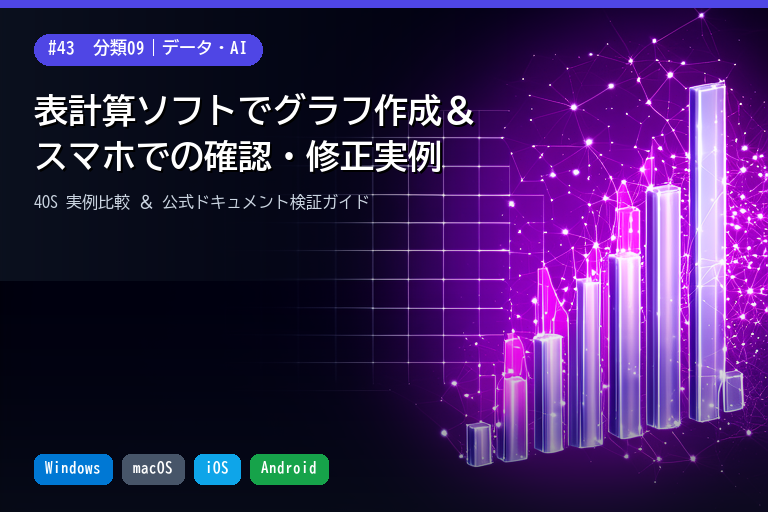 #43 分類09｜データ・AI
表計算ソフトでグラフ作成＆
スマホでの確認・修正実例
4OS 実例比較 ＆ 公式ドキュメント検証ガイド
Windows macOS iOS Android